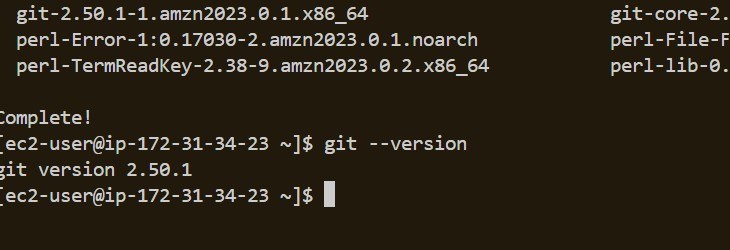 git-2.50.1-1.amzn2023.0.1.x86_64 git-core-2.
perl-Error-1:0.17030-2.amzn2023.0.1.noarch perl-File-F
perl-TermReadKey-2.38-9.amzn2023.0.2.x86_64 perl-lib-0.
Complete!
[ec2-user@ip-172-31-34-23 ~]$ git --version
git version 2.50.1
[ec2-user@ip-172-31-34-23 ~]$